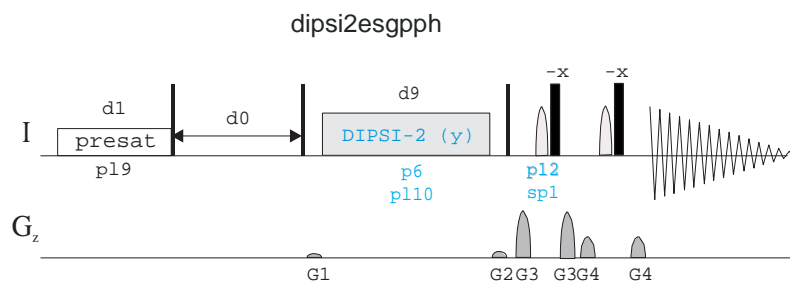 dipsi2esgpph
-x -x
d1 d0 d9
I presat DIPSI-2 (y)
pl9 p6 p12
pl10 sp1
Gz
G1 G2 G3 G3 G4 G4